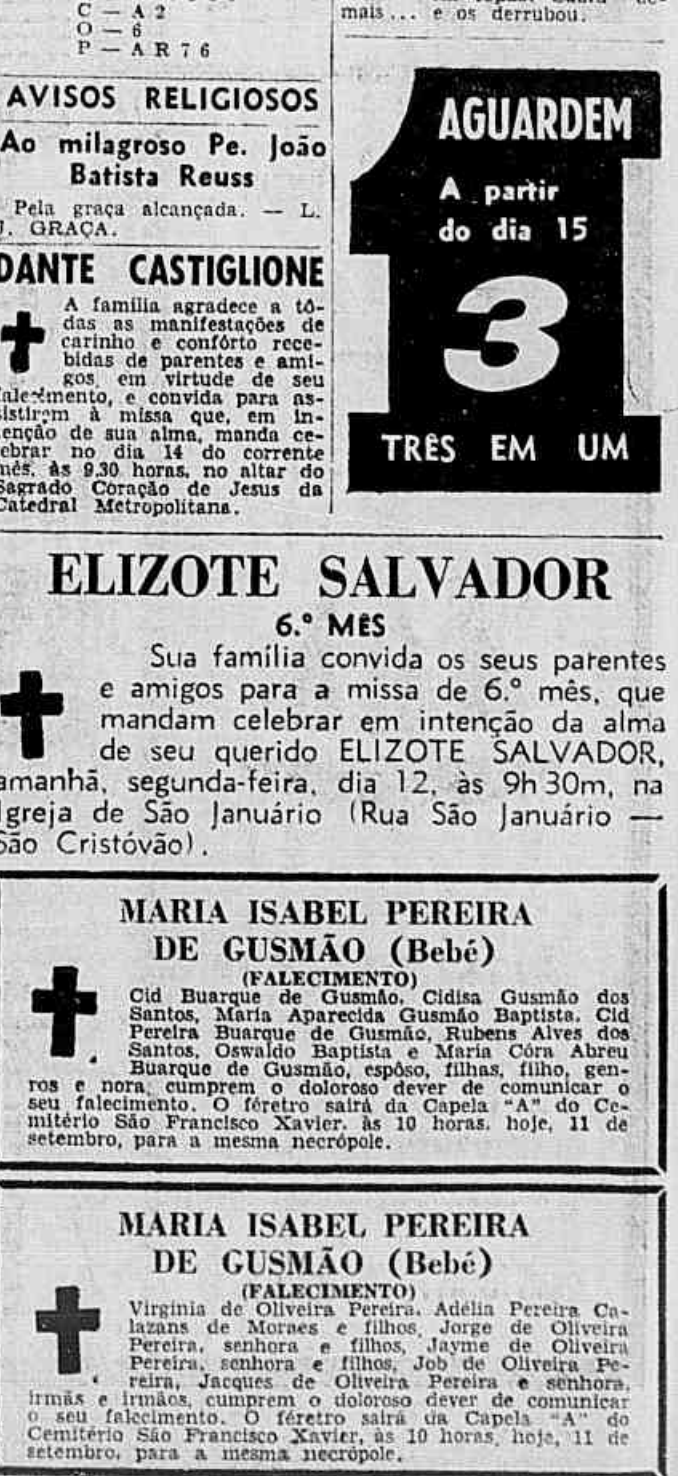 C — A 2
O — 6
P — A R 7 6
mais... e os derrubou.
AVISOS RELIGIOSOS
Ao milagroso Pe. João
Batista Reuss
Pela graça alcançada. — L.
J. GRAÇA.
DANTE CASTIGLIONE
A família agradece a tô-
das as manifestações de
carinho e confôrto rece-
bidas de parentes e ami-
gos, em virtude de seu
falecimento, e convida para as-
sistirem à missa que, em in-
tenção de sua alma, manda ce-
lebrar no dia 14 do corrente
mês, às 9,30 horas, no altar do
Sagrado Coração de Jesus da
Catedral Metropolitana.
AGUARDEM
A partir
do dia 15
3
TRÊS EM UM
ELIZOTE SALVADOR
6.º MÊS
Sua família convida os seus parentes
e amigos para a missa de 6.º mês, que
mandam celebrar em intenção da alma
de seu querido ELIZOTE SALVADOR,
amanhã, segunda-feira, dia 12, às 9h 30m, na
Igreja de São Januário (Rua São Januário —
São Cristóvão).
MARIA ISABEL PEREIRA
DE GUSMÃO (Bebé)
(FALECIMENTO)
Cid Buarque de Gusmão, Cidisa Gusmão dos
Santos, Maria Aparecida Gusmão Baptista, Cid
Pereira Buarque de Gusmão, Rubens Alves dos
Santos, Oswaldo Baptista e Maria Córa Abreu
Buarque de Gusmão, espôso, filhas, filho, gen-
ros e nora, cumprem o doloroso dever de comunicar o
seu falecimento. O féretro sairá da Capela "A" do Ce-
mitério São Francisco Xavier, às 10 horas, hoje, 11 de
setembro, para a mesma necrópole.
MARIA ISABEL PEREIRA
DE GUSMÃO (Bebé)
(FALECIMENTO)
Virginia de Oliveira Pereira, Adélia Pereira Ca-
lazans de Moraes e filhos, Jorge de Oliveira
Pereira, senhora e filhos, Jayme de Oliveira
Pereira, senhora e filhos, Job de Oliveira Pe-
reira, Jacques de Oliveira Pereira e senhora,
irmãs e irmãos, cumprem o doloroso dever de comunicar
o seu falecimento. O féretro sairá da Capela "A" do
Cemitério São Francisco Xavier, às 10 horas, hoje, 11 de
setembro, para a mesma necrópole.